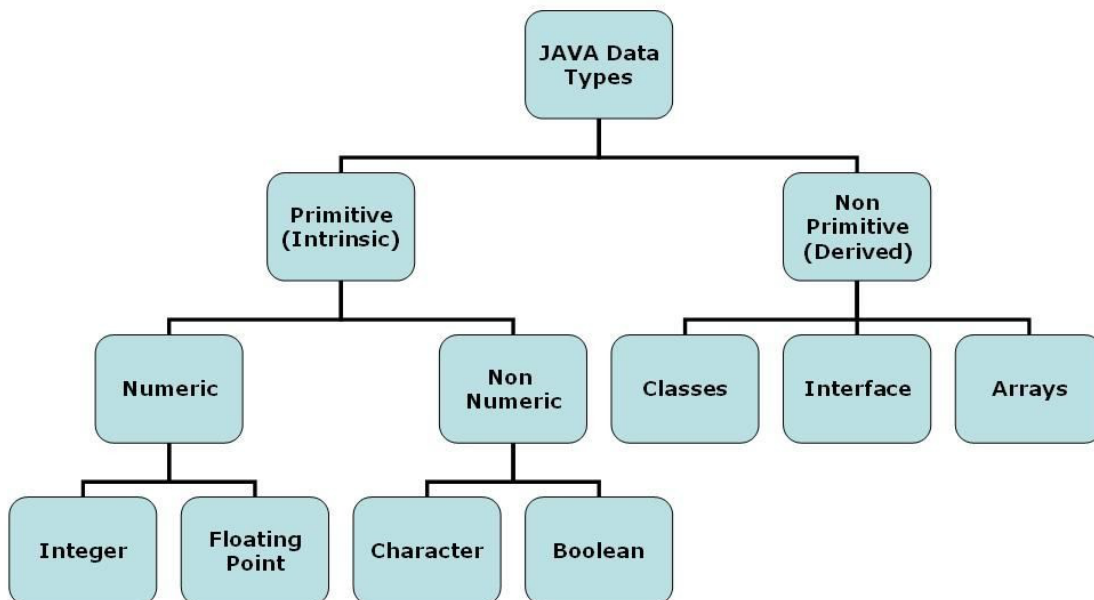 JAVA Data
Types
Primitive
(Intrinsic)
Non
Primitive
(Derived)
Numeric
Non
Numeric
Classes
Interface
Arrays
Integer
Floating
Point
Character
Boolean